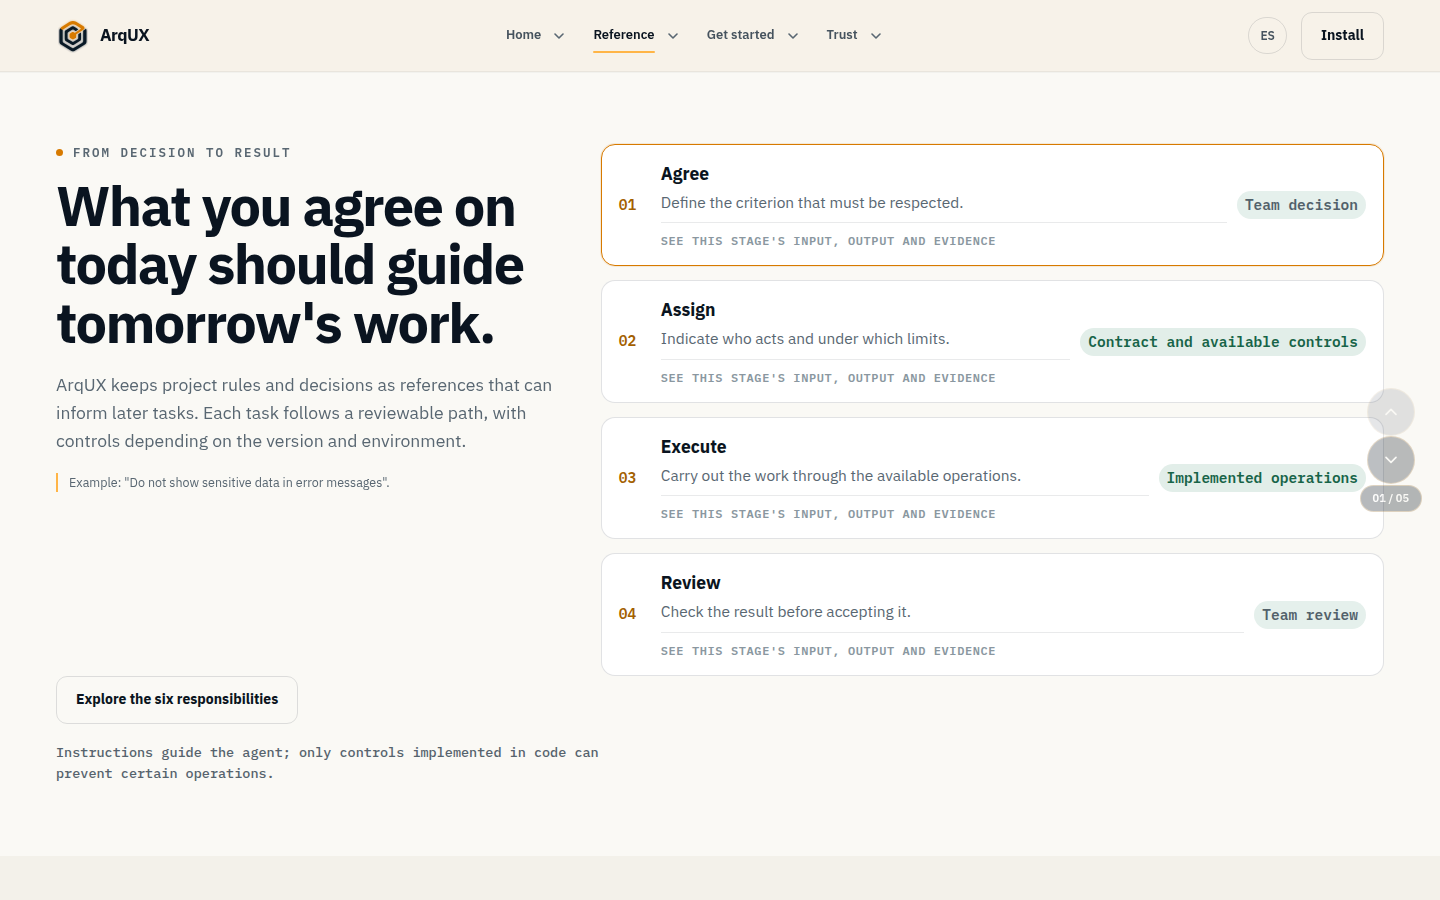 ArqUX
Home
Reference
Get started
Trust
ES
Install
FROM DECISION TO RESULT
What you agree on
today should guide
tomorrow's work.
ArqUX keeps project rules and decisions as references that can
inform later tasks. Each task follows a reviewable path, with
controls depending on the version and environment.
Example: "Do not show sensitive data in error messages".
Explore the six responsibilities
Instructions guide the agent; only controls implemented in code can
prevent certain operations.
01
Agree
Define the criterion that must be respected.
Team decision
SEE THIS STAGE'S INPUT, OUTPUT AND EVIDENCE
02
Assign
Indicate who acts and under which limits.
Contract and available controls
SEE THIS STAGE'S INPUT, OUTPUT AND EVIDENCE
03
Execute
Carry out the work through the available operations.
Implemented operations
SEE THIS STAGE'S INPUT, OUTPUT AND EVIDENCE
04
Review
Check the result before accepting it.
Team review
SEE THIS STAGE'S INPUT, OUTPUT AND EVIDENCE
01 / 05